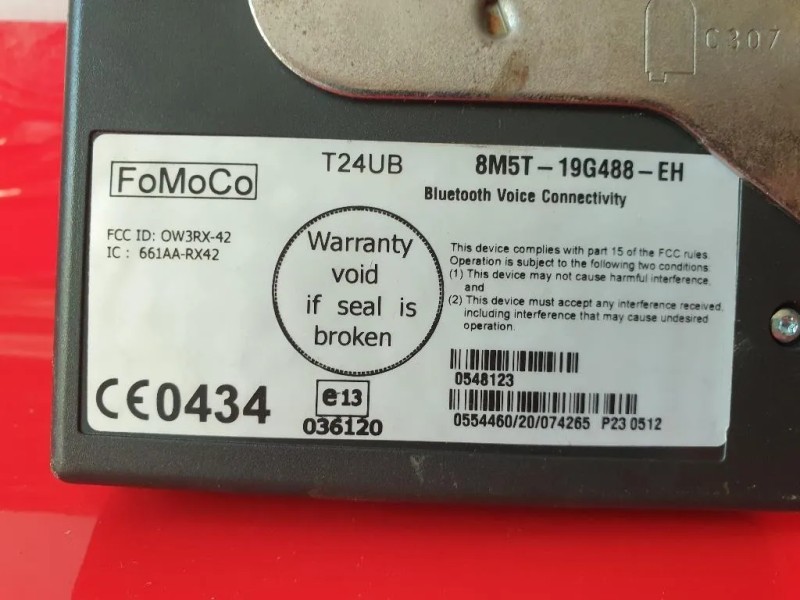 C307
FoMoCo
T24UB
8M5T-19G488-EH
Bluetooth Voice Connectivity
FCC ID: OW3RX-42
IC : 661AA-RX42
Warranty
void
if seal is
broken
This device complies with part 15 of the FCC rules.
Operation is subject to the following two conditions:
(1) This device may not cause harmful interference,
and
(2) This device must accept any interference received,
including interference that may cause undesired
operation.
0548123
0554460/20/074265 P23 0512
CE0434
e13
036120